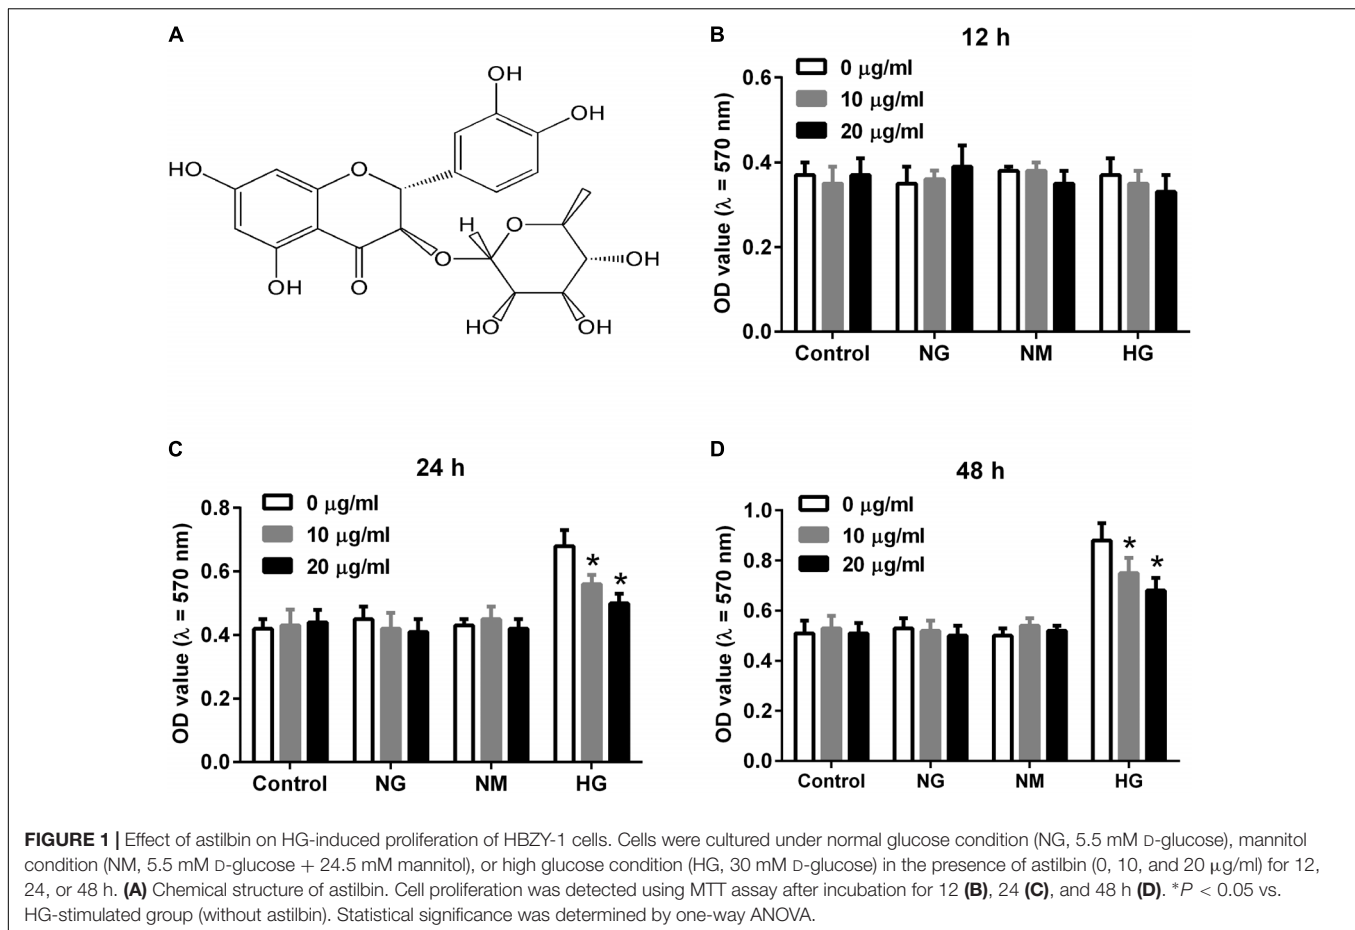 A
OH
OH
HO
O
H
O
O
OH
OH
O
HO
OH
B
12 h
0 µg/ml
10 µg/ml
20 µg/ml
OD value (λ = 570 nm)
0.6
0.4
0.2
0.0
Control NG NM HG
C
24 h
0 µg/ml
10 µg/ml
20 µg/ml
OD value (λ = 570 nm)
0.8
0.6
0.4
0.2
0.0
* *
Control NG NM HG
D
48 h
0 µg/ml
10 µg/ml
20 µg/ml
OD value (λ = 570 nm)
1.0
0.8
0.6
0.4
0.2
0.0
* *
Control NG NM HG
FIGURE 1 | Effect of astilbin on HG-induced proliferation of HBZY-1 cells. Cells were cultured under normal glucose condition (NG, 5.5 mM D-glucose), mannitol
condition (NM, 5.5 mM D-glucose + 24.5 mM mannitol), or high glucose condition (HG, 30 mM D-glucose) in the presence of astilbin (0, 10, and 20 µg/ml) for 12,
24, or 48 h. (A) Chemical structure of astilbin. Cell proliferation was detected using MTT assay after incubation for 12 (B), 24 (C), and 48 h (D). *P < 0.05 vs.
HG-stimulated group (without astilbin). Statistical significance was determined by one-way ANOVA.